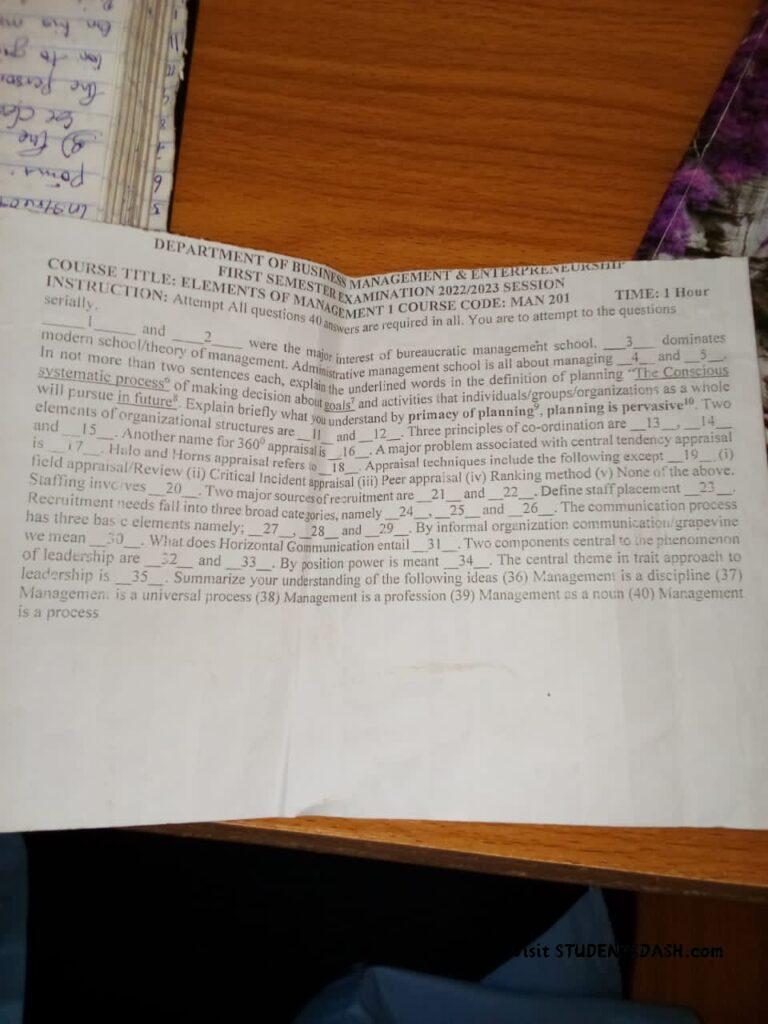 DEPARTMENT OF BUSINESS MANAGEMENT & ENTERPRENEURSHIP
FIRST SEMESTER EXAMINATION 2022/2023 SESSION
COURSE TITLE: ELEMENTS OF MANAGEMENT 1 COURSE CODE: MAN 201 TIME: 1 Hour
INSTRUCTION: Attempt All questions 40 answers are required in all. You are to attempt to the questions
serially.
____1____ and ____2____ were the major interest of bureaucratic management school. ___3___ dominates
modern school/theory of management. Administrative management school is all about managing __4__ and __5__.
In not more than two sentences each, explain the underlined words in the definition of planning "The Conscious
systematic process⁶ of making decision about goals⁷ and activities that individuals/groups/organizations as a whole
will pursue in future⁸. Explain briefly what you understand by primacy of planning⁹, planning is pervasive¹⁰. Two
elements of organizational structures are __11__ and __12__. Three principles of co-ordination are __13__, __14__
and __15__. Another name for 360⁰ appraisal is __16__. A major problem associated with central tendency appraisal
is __17__. Halo and Horns appraisal refers to __18__. Appraisal techniques include the following except __19__ (i)
field appraisal/Review (ii) Critical Incident appraisal (iii) Peer appraisal (iv) Ranking method (v) None of the above.
Staffing involves __20__. Two major sources of recruitment are __21__ and __22__. Define staff placement __23__.
Recruitment needs fall into three broad categories, namely __24__, __25__ and __26__. The communication process
has three basic elements namely; __27__, __28__ and __29__. By informal organization communication/grapevine
we mean __30__. What does Horizontal Communication entail __31__. Two components central to the phenomenon
of leadership are __32__ and __33__. By position power is meant __34__. The central theme in trait approach to
leadership is __35__. Summarize your understanding of the following ideas (36) Management is a discipline (37)
Management is a universal process (38) Management is a profession (39) Management as a noun (40) Management
is a process
Visit STUDENTSDASH.com